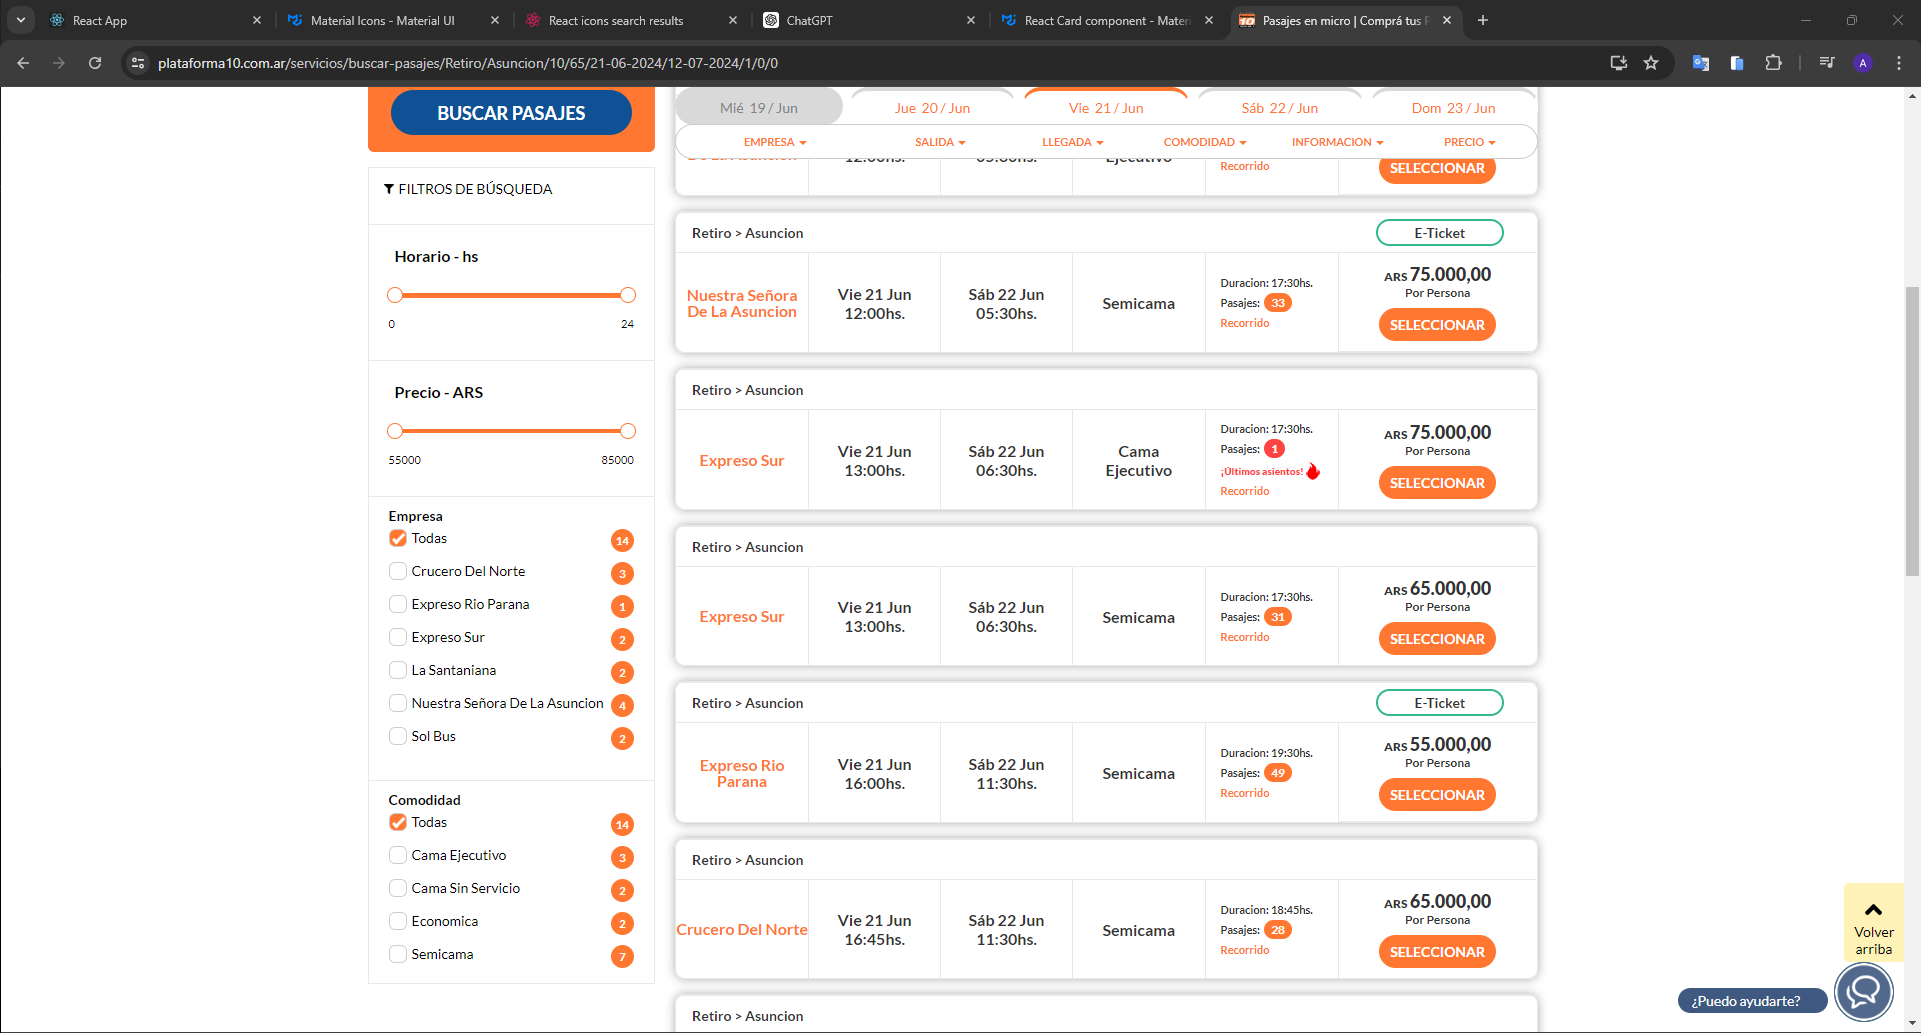 React App
Material Icons - Material UI
React icons search results
ChatGPT
React Card component - Materi
Pasajes en micro | Comprá tus P
plataforma10.com.ar/servicios/buscar-pasajes/Retiro/Asuncion/10/65/21-06-2024/12-07-2024/1/0/0
A
BUSCAR PASAJES
FILTROS DE BÚSQUEDA
Horario - hs
0 24
Precio - ARS
55000 85000
Empresa
Todas 14
Crucero Del Norte 3
Expreso Rio Parana 1
Expreso Sur 2
La Santaniana 2
Nuestra Señora De La Asuncion 4
Sol Bus 2
Comodidad
Todas 14
Cama Ejecutivo 3
Cama Sin Servicio 2
Economica 2
Semicama 7
Mié 19 / Jun Jue 20 / Jun Vie 21 / Jun Sáb 22 / Jun Dom 23 / Jun
EMPRESA SALIDA LLEGADA COMODIDAD INFORMACION PRECIO
Recorrido
SELECCIONAR
Retiro > Asuncion
E-Ticket
Nuestra Señora
De La Asuncion
Vie 21 Jun
12:00hs.
Sáb 22 Jun
05:30hs.
Semicama
Duracion: 17:30hs.
Pasajes: 33
Recorrido
ARS 75.000,00
Por Persona
SELECCIONAR
Retiro > Asuncion
Expreso Sur
Vie 21 Jun
13:00hs.
Sáb 22 Jun
06:30hs.
Cama
Ejecutivo
Duracion: 17:30hs.
Pasajes: 1
¡Últimos asientos!
Recorrido
ARS 75.000,00
Por Persona
SELECCIONAR
Retiro > Asuncion
Expreso Sur
Vie 21 Jun
13:00hs.
Sáb 22 Jun
06:30hs.
Semicama
Duracion: 17:30hs.
Pasajes: 31
Recorrido
ARS 65.000,00
Por Persona
SELECCIONAR
Retiro > Asuncion
E-Ticket
Expreso Rio
Parana
Vie 21 Jun
16:00hs.
Sáb 22 Jun
11:30hs.
Semicama
Duracion: 19:30hs.
Pasajes: 49
Recorrido
ARS 55.000,00
Por Persona
SELECCIONAR
Retiro > Asuncion
Crucero Del Norte
Vie 21 Jun
16:45hs.
Sáb 22 Jun
11:30hs.
Semicama
Duracion: 18:45hs.
Pasajes: 28
Recorrido
ARS 65.000,00
Por Persona
SELECCIONAR
Retiro > Asuncion
Volver
arriba
¿Puedo ayudarte?